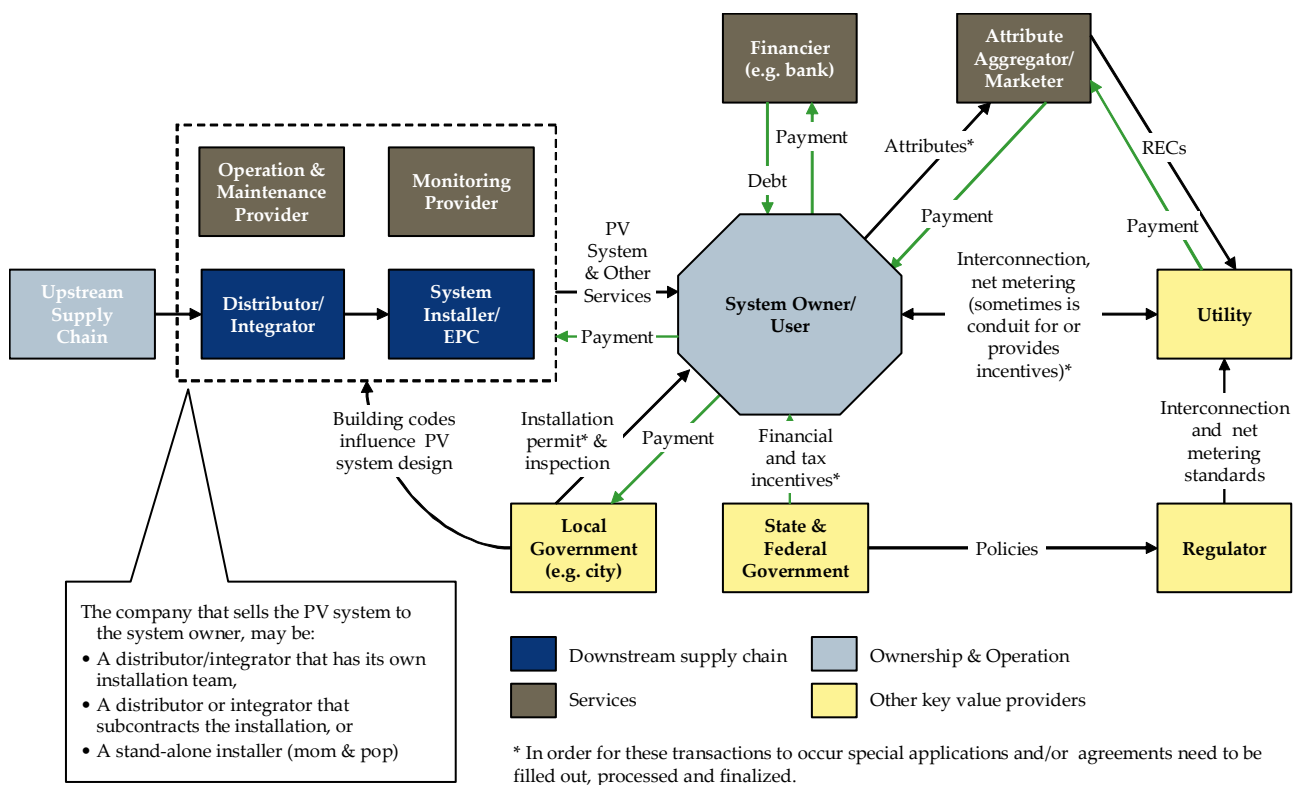 Financier
(e.g. bank)
Attribute
Aggregator/
Marketer
Operation &
Maintenance
Provider
Monitoring
Provider
Debt
Payment
Attributes*
Payment
RECs
Payment
Upstream
Supply
Chain
Distributor/
Integrator
System
Installer/
EPC
PV
System
& Other
Services
Payment
System Owner/
User
Interconnection,
net metering
(sometimes is
conduit for or
provides
incentives)*
Utility
Building codes
influence PV
system design
Installation
permit* &
inspection
Payment
Financial
and tax
incentives*
Interconnection
and net
metering
standards
Local
Government
(e.g. city)
State &
Federal
Government
Policies
Regulator
The company that sells the PV system to
the system owner, may be:
• A distributor/integrator that has its own
installation team,
• A distributor or integrator that
subcontracts the installation, or
• A stand-alone installer (mom & pop)
Downstream supply chain
Ownership & Operation
Services
Other key value providers
* In order for these transactions to occur special applications and/or agreements need to be
filled out, processed and finalized.